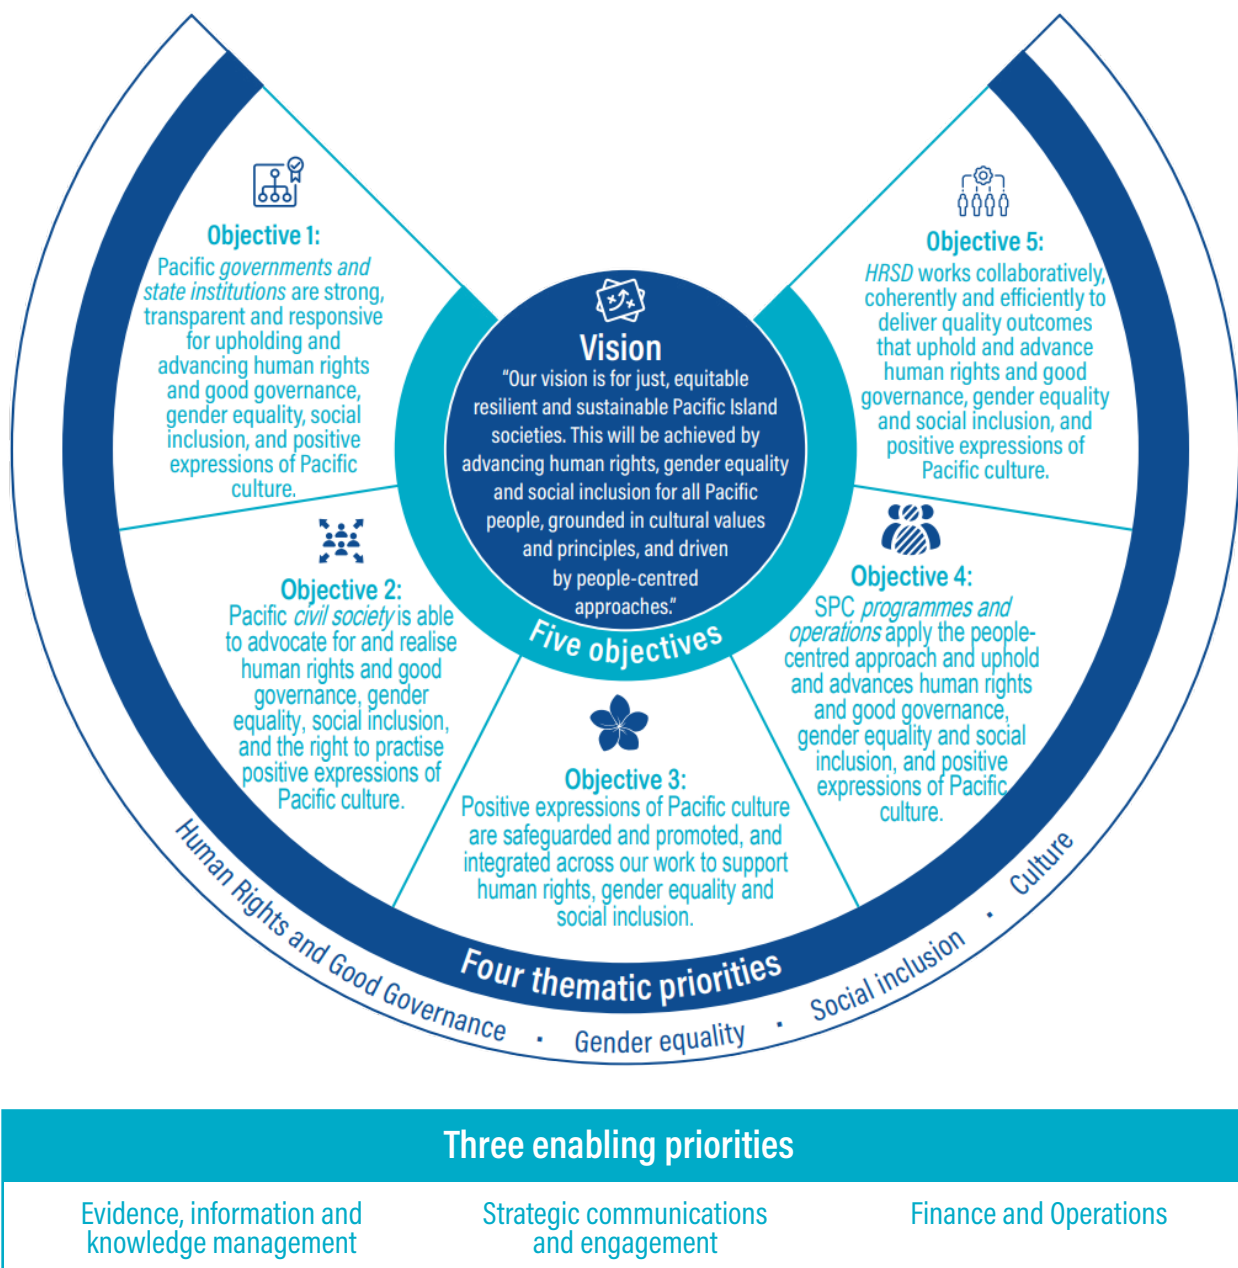 Objective 1:
Pacific governments and
state institutions are strong,
transparent and responsive
for upholding and
advancing human rights
and good governance,
gender equality, social
inclusion, and positive
expressions of Pacific
culture.
Objective 2:
Pacific civil society is able
to advocate for and realise
human rights and good
governance, gender
equality, social inclusion,
and the right to practise
positive expressions of
Pacific culture.
Objective 3:
Positive expressions of Pacific culture
are safeguarded and promoted, and
integrated across our work to support
human rights, gender equality and
social inclusion.
Objective 4:
SPC programmes and
operations apply the people-
centred approach and uphold
and advances human rights
and good governance,
gender equality and social
inclusion, and positive
expressions of Pacific
culture.
Objective 5:
HRSD works collaboratively,
coherently and efficiently to
deliver quality outcomes
that uphold and advance
human rights and good
governance, gender equality
and social inclusion, and
positive expressions of
Pacific culture.
Vision
"Our vision is for just, equitable
resilient and sustainable Pacific Island
societies. This will be achieved by
advancing human rights, gender equality
and social inclusion for all Pacific
people, grounded in cultural values
and principles, and driven
by people-centred
approaches."
Five objectives
Four thematic priorities
Human Rights and Good Governance · Gender equality · Social inclusion · Culture
Three enabling priorities
Evidence, information and
knowledge management
Strategic communications
and engagement
Finance and Operations